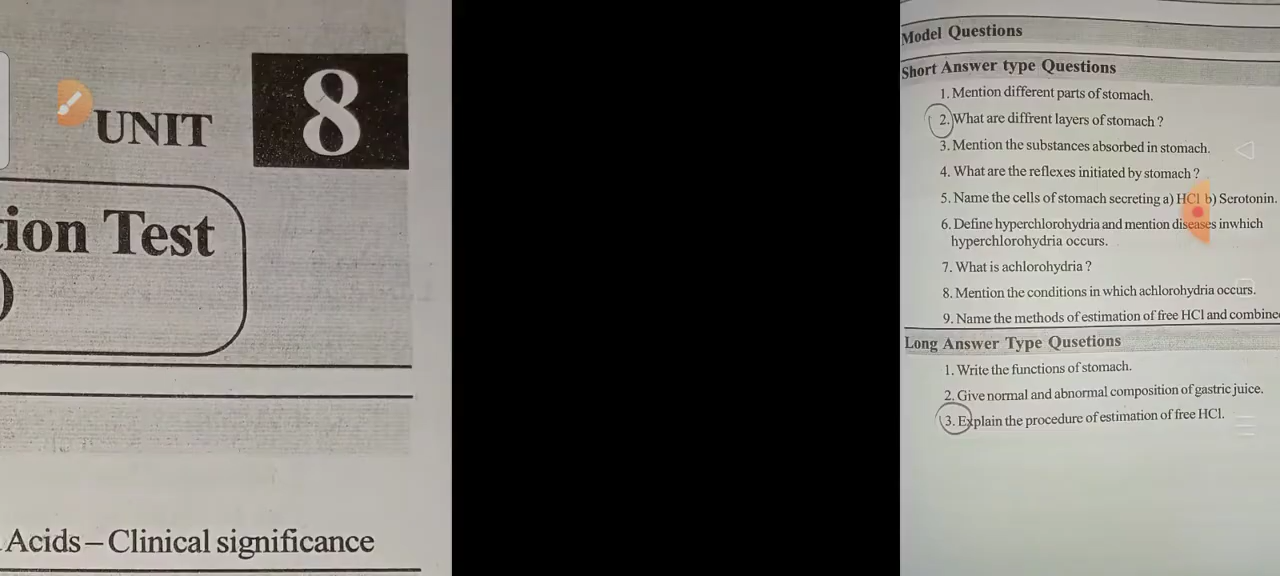 UNIT 8
ion Test
)
Acids – Clinical significance
Model Questions
Short Answer type Questions
1. Mention different parts of stomach.
2. What are diffrent layers of stomach ?
3. Mention the substances absorbed in stomach.
4. What are the reflexes initiated by stomach ?
5. Name the cells of stomach secreting a) HCl b) Serotonin.
6. Define hyperchlorohydria and mention diseases inwhich
hyperchlorohydria occurs.
7. What is achlorohydria ?
8. Mention the conditions in which achlorohydria occurs.
9. Name the methods of estimation of free HCl and combine
Long Answer Type Qusetions
1. Write the functions of stomach.
2. Give normal and abnormal composition of gastric juice.
3. Explain the procedure of estimation of free HCl.